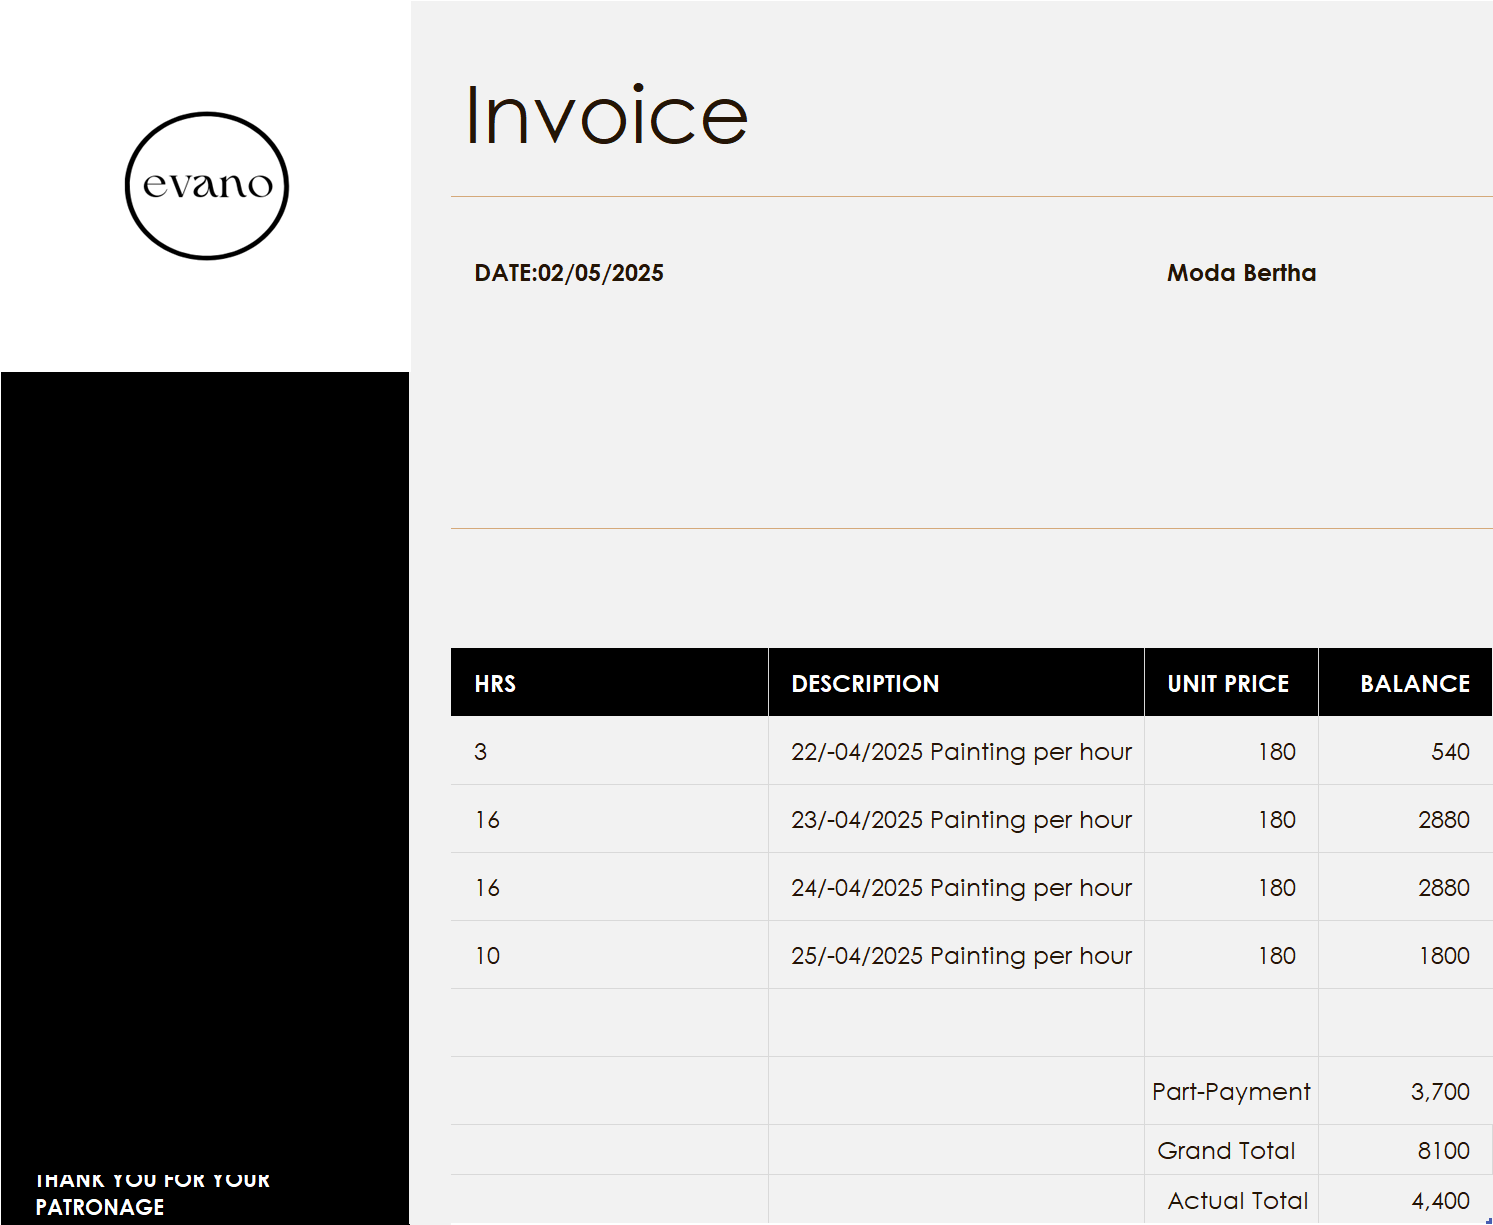 evano
Invoice
DATE:02/05/2025 Moda Bertha
HRS DESCRIPTION UNIT PRICE BALANCE
3 22/-04/2025 Painting per hour 180 540
16 23/-04/2025 Painting per hour 180 2880
16 24/-04/2025 Painting per hour 180 2880
10 25/-04/2025 Painting per hour 180 1800
Part-Payment 3,700
Grand Total 8100
Actual Total 4,400
THANK YOU FOR YOUR
PATRONAGE